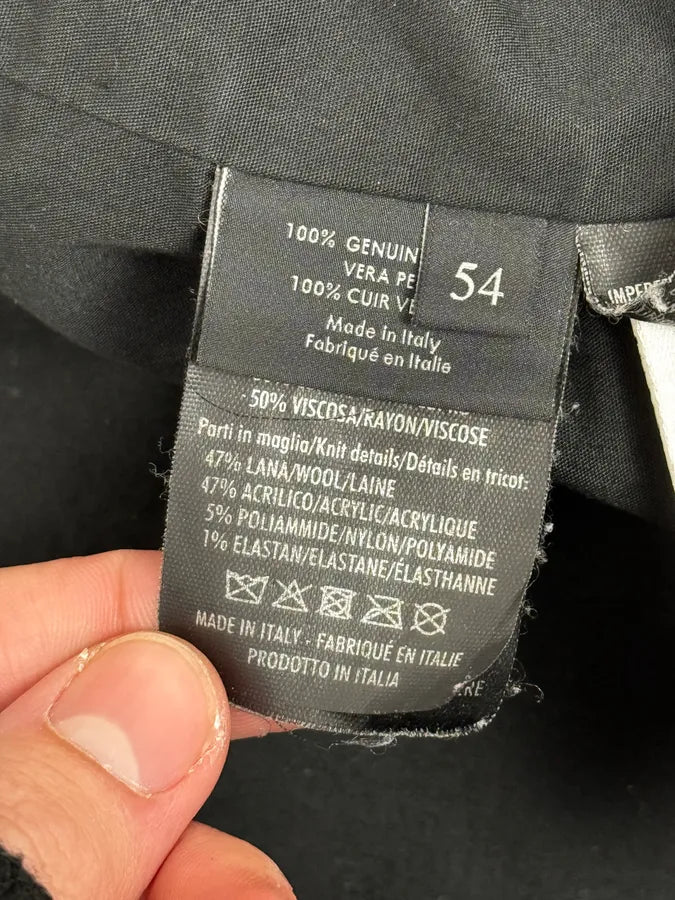 100% GENUIN
VERA PE
100% CUIR VE
54
Made in Italy
Fabriqué en Italie
50% VISCOSA/RAYON/VISCOSE
Parti in maglia/Knit details/Détails en tricot:
47% LANA/WOOL/LAINE
47% ACRILICO/ACRYLIC/ACRYLIQUE
5% POLIAMMIDE/NYLON/POLYAMIDE
1% ELASTAN/ELASTANE/ÉLASTHANNE
MADE IN ITALY - FABRIQUÉ EN ITALIE
PRODOTTO IN ITALIA